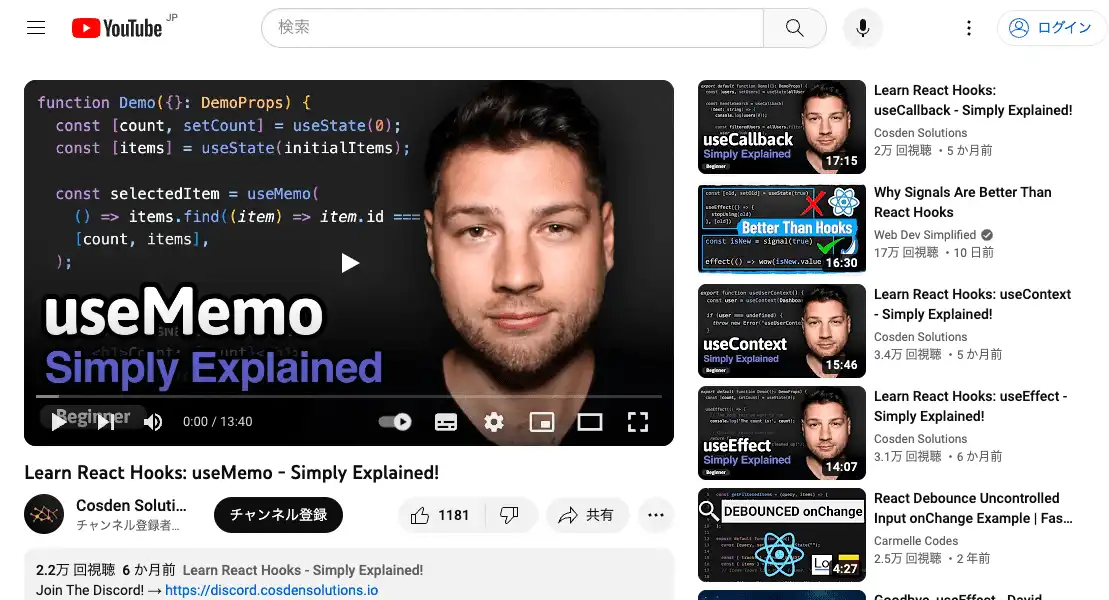 YouTube JP
検索
ログイン
function Demo({}: DemoProps) {
const [count, setCount] = useState(0);
const [items] = useState(initialItems);
const selectedItem = useMemo(
() => items.find((item) => item.id ===
[count, items],
);
useMemo
Simply Explained
Beginner
0:00 / 13:40
Learn React Hooks: useMemo - Simply Explained!
Cosden Soluti...
チャンネル登録者...
チャンネル登録
1181
共有
2.2万 回視聴 6 か月前 Learn React Hooks - Simply Explained!
Join The Discord! → https://discord.cosdensolutions.io
useCallback
Simply Explained
Beginner
17:15
Learn React Hooks:
useCallback - Simply Explained!
Cosden Solutions
2万 回視聴 ・5 か月前
const [old, setOld] = useState(true)
useEffect(() => {
stopUsing(old)
}, [old])
Better Than Hooks
const isNew = signal(true)
effect(() => wow(isNew.value
16:30
Why Signals Are Better Than
React Hooks
Web Dev Simplified
17万 回視聴 ・10 日前
useContext
Simply Explained
Beginner
15:46
Learn React Hooks: useContext
- Simply Explained!
Cosden Solutions
3.4万 回視聴 ・5 か月前
useEffect
Simply Explained
Beginner
14:07
Learn React Hooks: useEffect -
Simply Explained!
Cosden Solutions
3.1万 回視聴 ・6 か月前
DEBOUNCED onChange
Lo
4:27
React Debounce Uncontrolled
Input onChange Example | Fas...
Carmelle Codes
2.5万 回視聴 ・2 年前
Goodbye, useEffect - David